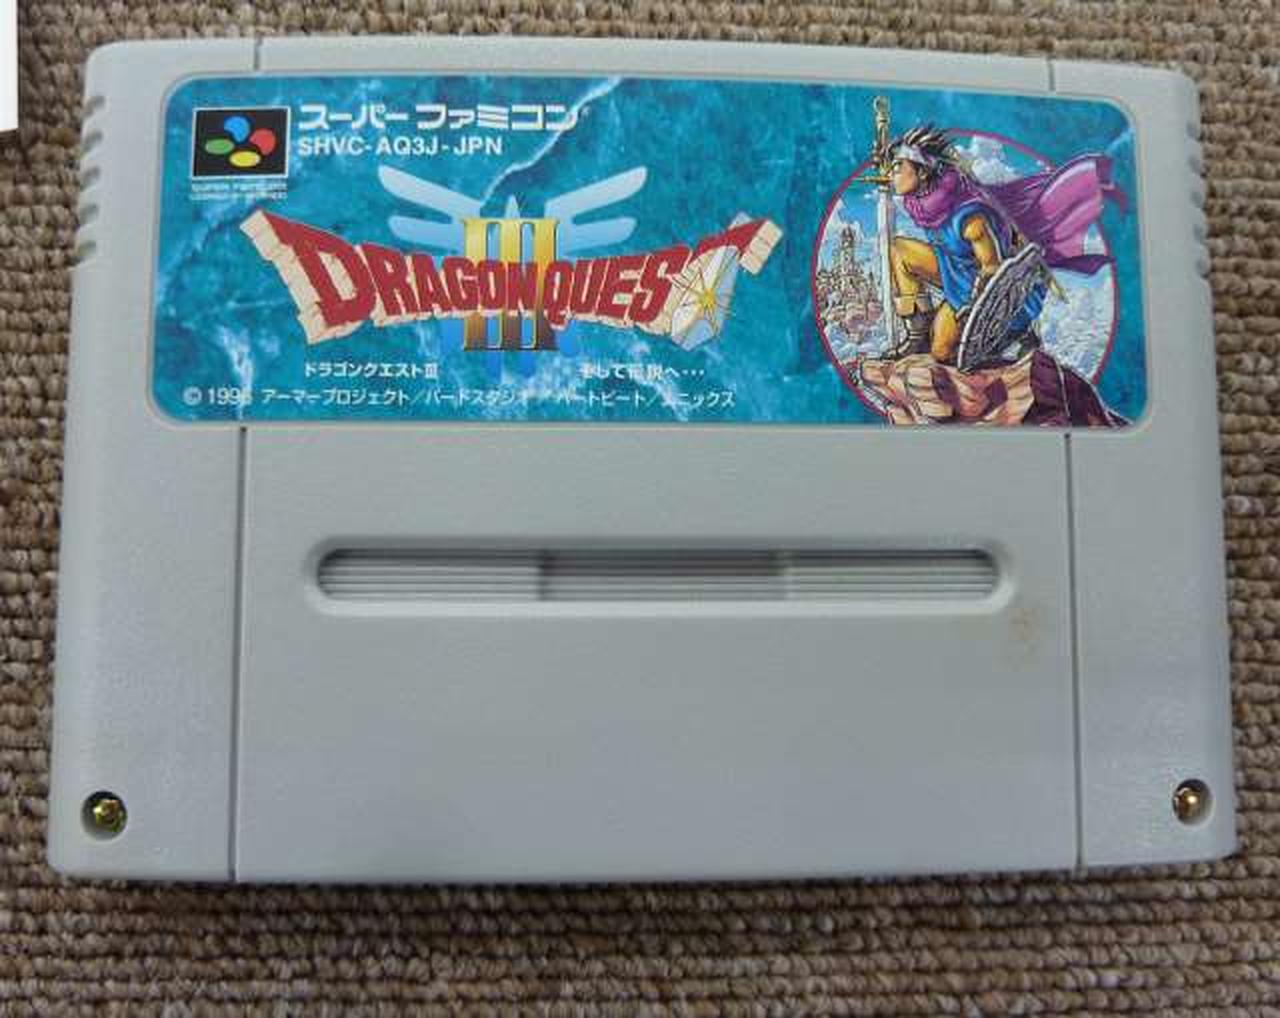 スーパーファミコン
SHVC-AQ3J-JPN
SUPER FAMICOM
III
DRAGON QUEST
ドラゴンクエストIII そして伝説へ…
© 1996 アーマープロジェクト／バードスタジオ／ハートビート／エニックス